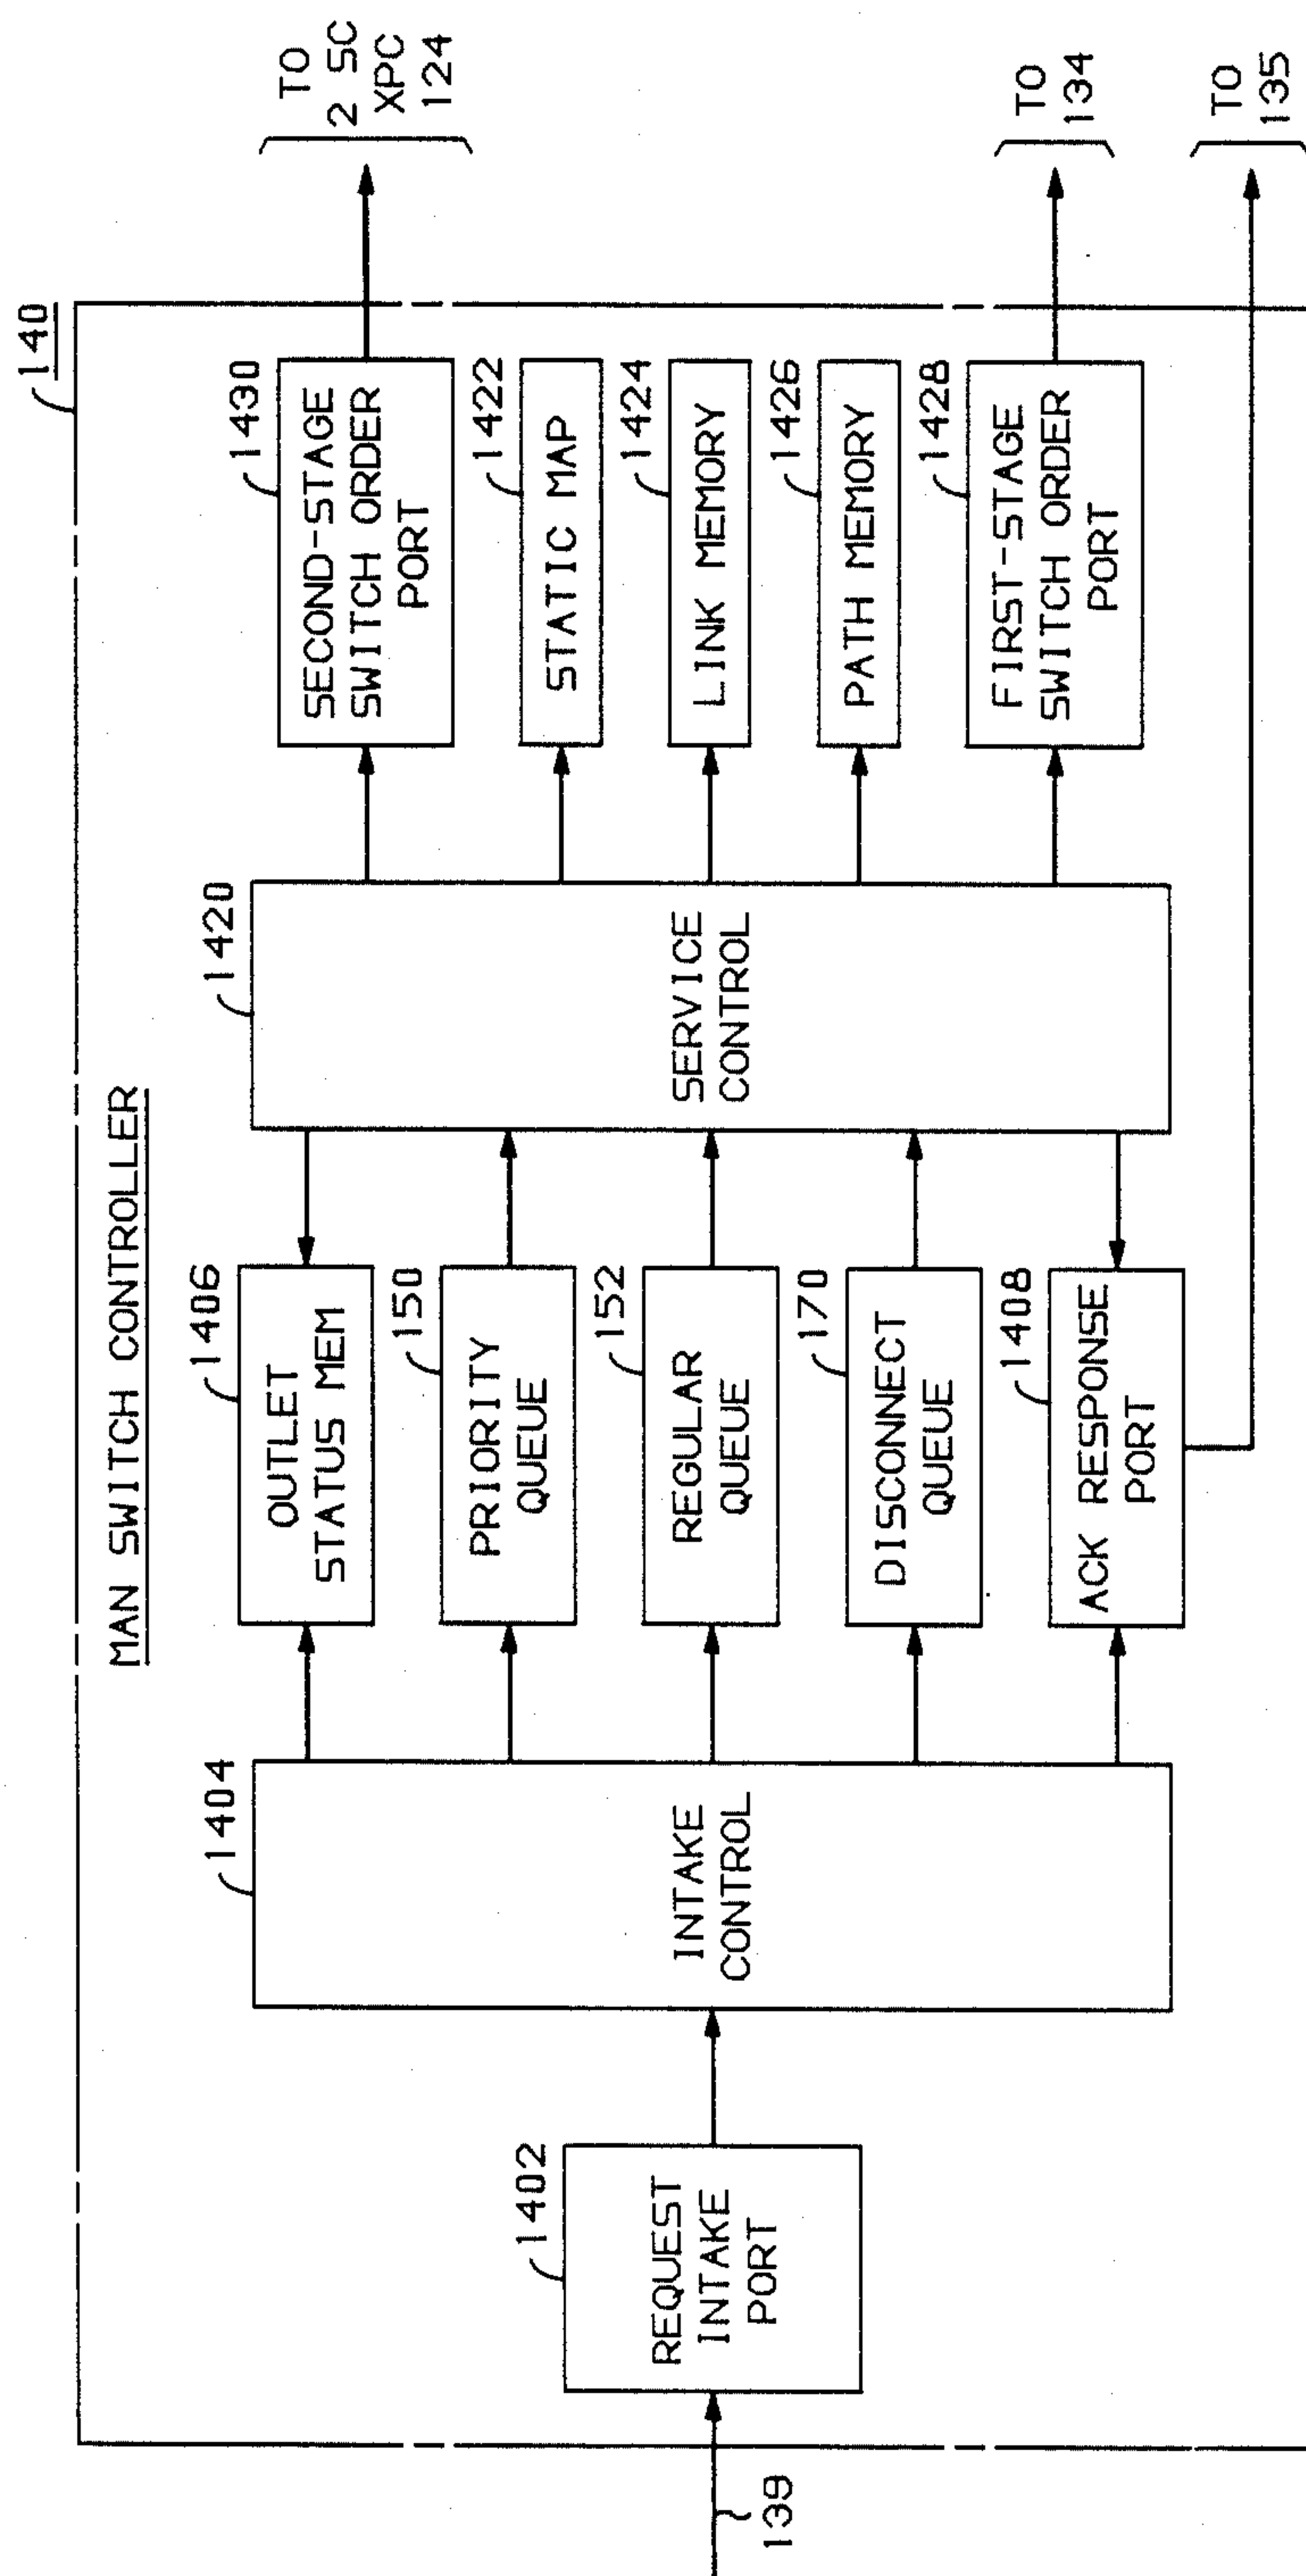 140
MAN SWITCH CONTROLLER
139
1402
REQUEST
INTAKE
PORT
1404
INTAKE
CONTROL
1406
OUTLET
STATUS MEM
150
PRIORITY
QUEUE
152
REGULAR
QUEUE
170
DISCONNECT
QUEUE
1408
ACK RESPONSE
PORT
1420
SERVICE
CONTROL
1430
SECOND-STAGE
SWITCH ORDER
PORT
1422
STATIC MAP
1424
LINK MEMORY
1426
PATH MEMORY
1428
FIRST-STAGE
SWITCH ORDER
PORT
TO
2 SC
XPC
124
TO
134
TO
135